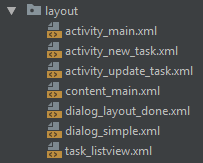 layout
activity_main.xml
activity_new_task.xml
activity_update_task.xml
content_main.xml
dialog_layout_done.xml
dialog_simple.xml
task_listview.xml